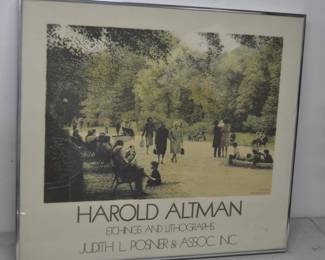 HAROLD ALTMAN
ETCHINGS AND LITHOGRAPHS
JUDITH L. POSNER & ASSOC. INC.